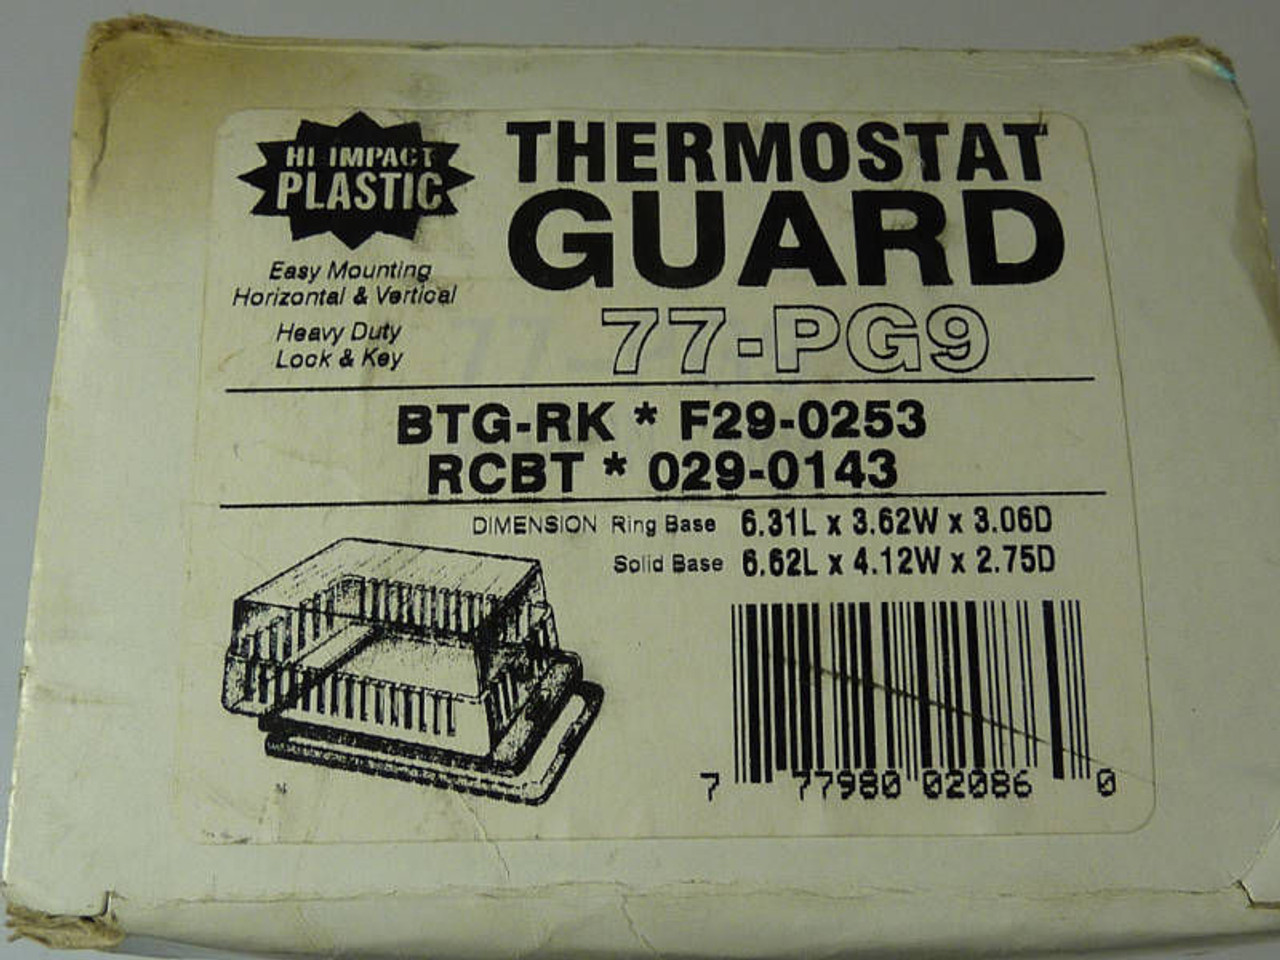 HI IMPACT
PLASTIC
Easy Mounting
Horizontal & Vertical
Heavy Duty
Lock & Key
THERMOSTAT
GUARD
77-PG9
BTG-RK * F29-0253
RCBT * 029-0143
DIMENSION Ring Base 6.31L x 3.62W x 3.06D
Solid Base 6.62L x 4.12W x 2.75D
7 77980 02086 0